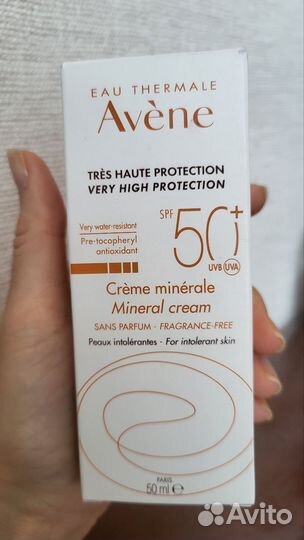 EAU THERMALE
Avène
TRÈS HAUTE PROTECTION
VERY HIGH PROTECTION
Very water-resistant
Pre-tocopheryl
antioxidant
SPF 50+
UVB UVA
Crème minérale
Mineral cream
SANS PARFUM - FRAGRANCE-FREE
Peaux intolérantes - For intolerant skin
PARIS
50 ml e
Avito